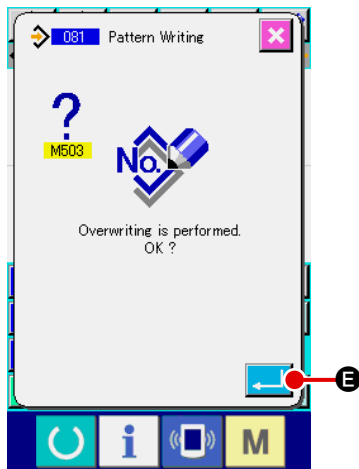 081 Pattern Writing
M503
No.
Overwriting is performed.
OK ?
E
i
M